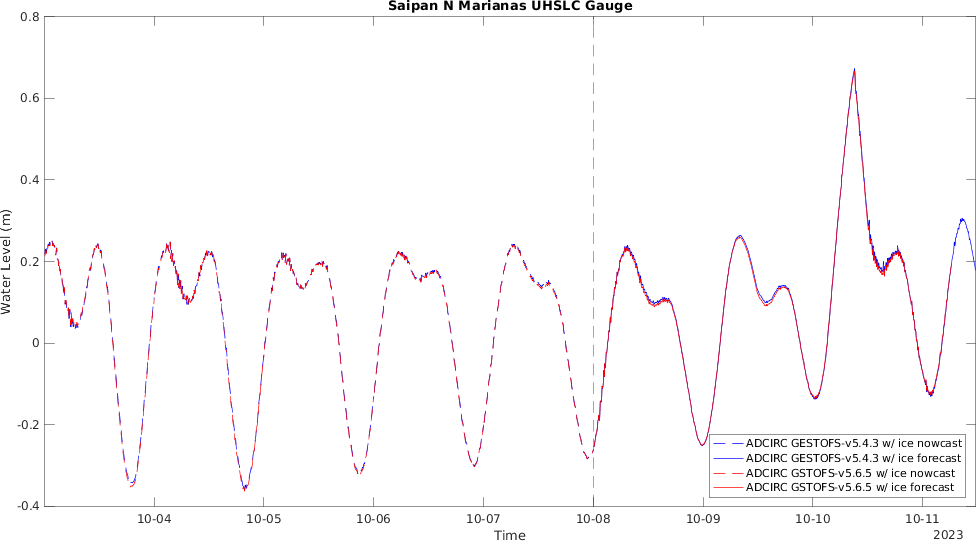 Saipan N Marianas UHSLC Gauge
0.8
0.6
0.4
0.2
0
-0.2
-0.4
Water Level (m)
ADCIRC GESTOFS-v5.4.3 w/ ice nowcast
ADCIRC GESTOFS-v5.4.3 w/ ice forecast
ADCIRC GSTOFS-v5.6.5 w/ ice nowcast
ADCIRC GSTOFS-v5.6.5 w/ ice forecast
10-04 10-05 10-06 10-07 10-08 10-09 10-10 10-11
Time
2023